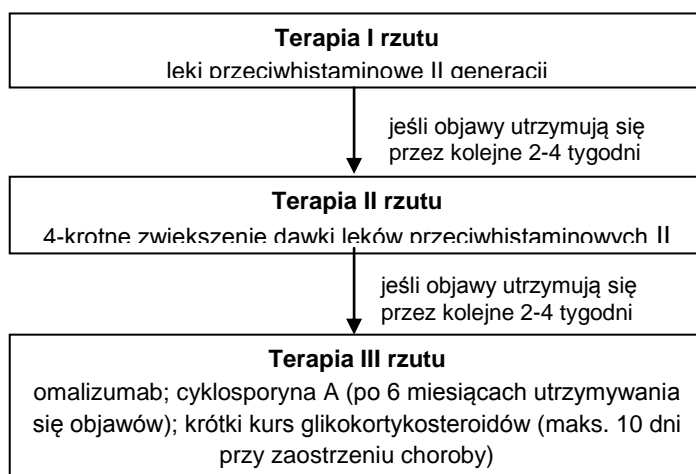 Terapia I rzutu
leki przeciwhistaminowe II generacji
jeśli objawy utrzymują się
przez kolejne 2-4 tygodni
Terapia II rzutu
4-krotne zwiększenie dawki leków przeciwhistaminowych II
jeśli objawy utrzymują się
przez kolejne 2-4 tygodni
Terapia III rzutu
omalizumab; cyklosporyna A (po 6 miesiącach utrzymywania
się objawów); krótki kurs glikokortykosteroidów (maks. 10 dni
przy zaostrzeniu choroby)